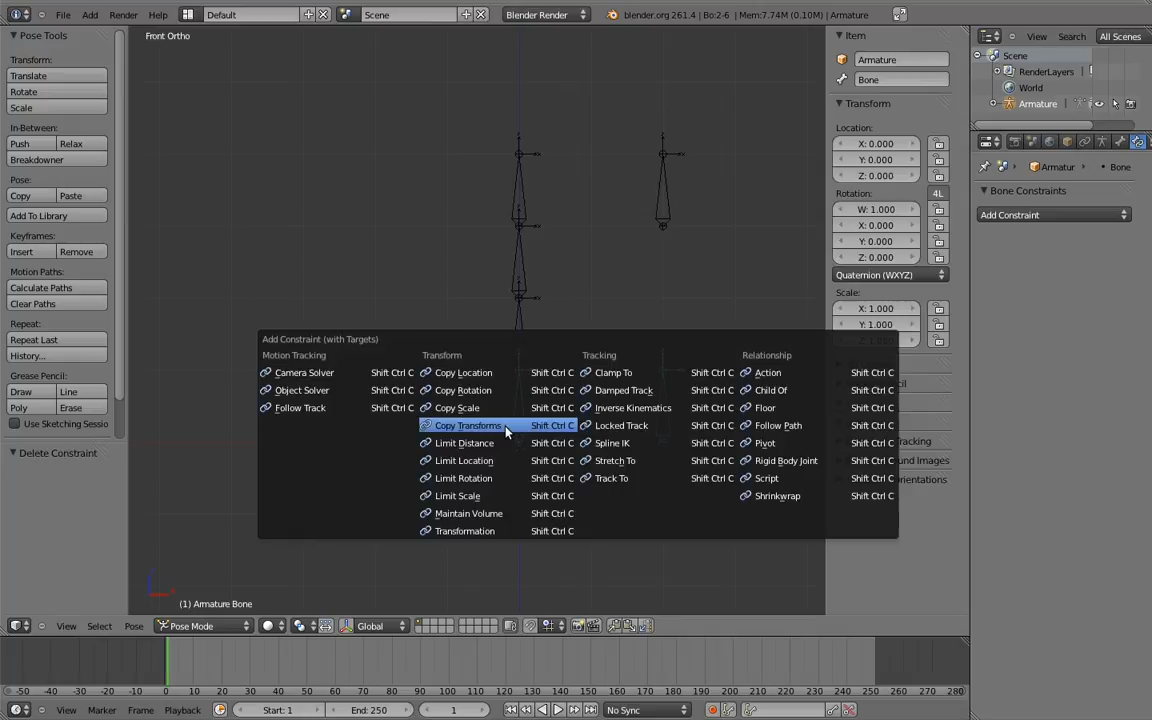 File Add Render Help Default Scene Blender Render blender.org 261.4 | Bo:2-6 | Mem:7.74M (0.10M) | Armature
View Search All Scenes
Pose Tools
Transform:
Translate
Rotate
Scale
In-Between:
Push Relax
Breakdowner
Pose:
Copy Paste
Add To Library
Keyframes:
Insert Remove
Motion Paths:
Calculate Paths
Clear Paths
Repeat:
Repeat Last
History...
Grease Pencil:
Draw Line
Poly Erase
Use Sketching Sessio
Delete Constraint
Front Ortho
Add Constraint (with Targets)
Motion Tracking
Camera Solver Shift Ctrl C
Object Solver Shift Ctrl C
Follow Track Shift Ctrl C
Transform
Copy Location Shift Ctrl C
Copy Rotation Shift Ctrl C
Copy Scale Shift Ctrl C
Copy Transforms Shift Ctrl C
Limit Distance Shift Ctrl C
Limit Location Shift Ctrl C
Limit Rotation Shift Ctrl C
Limit Scale Shift Ctrl C
Maintain Volume Shift Ctrl C
Transformation Shift Ctrl C
Tracking
Clamp To Shift Ctrl C
Damped Track Shift Ctrl C
Inverse Kinematics Shift Ctrl C
Locked Track Shift Ctrl C
Spline IK Shift Ctrl C
Stretch To Shift Ctrl C
Track To Shift Ctrl C
Relationship
Action Shift Ctrl C
Child Of Shift Ctrl C
Floor Shift Ctrl C
Follow Path Shift Ctrl C
Pivot Shift Ctrl C
Rigid Body Joint Shift Ctrl C
Script Shift Ctrl C
Shrinkwrap Shift Ctrl C
(1) Armature Bone
Item
Armature
Bone
Transform
Location:
X: 0.000
Y: 0.000
Z: 0.000
Rotation:
4L
W: 1.000
X: 0.000
Y: 0.000
Z: 0.000
Quaternion (WXYZ)
Scale:
X: 1.000
Y: 1.000
Scene
RenderLayers
World
Armature
Armatur Bone
Bone Constraints
Add Constraint
View Select Pose Pose Mode Global
-50 -40 -30 -20 -10 0 10 20 30 40 50 60 70 80 90 100 110 120 130 140 150 160 170 180 190 200 210 220 230 240 250 260 270 280
View Marker Frame Playback Start: 1 End: 250 1 No Sync